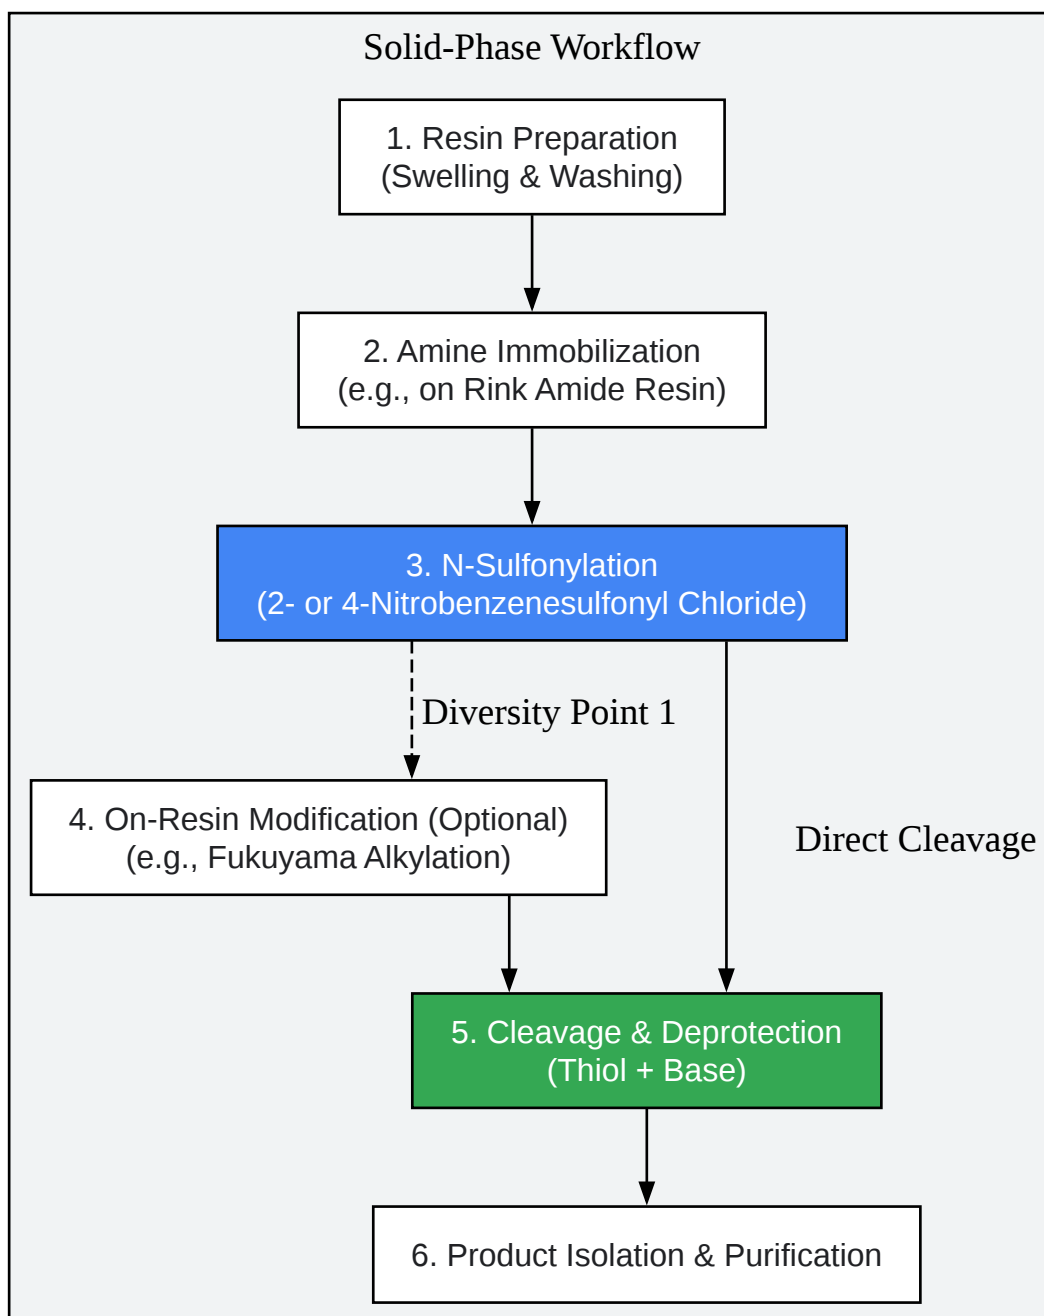 Solid-Phase Workflow
1. Resin Preparation
(Swelling & Washing)
2. Amine Immobilization
(e.g., on Rink Amide Resin)
3. N-Sulfonylation
(2- or 4-Nitrobenzenesulfonyl Chloride)
Diversity Point 1
4. On-Resin Modification (Optional)
(e.g., Fukuyama Alkylation)
Direct Cleavage
5. Cleavage & Deprotection
(Thiol + Base)
6. Product Isolation & Purification